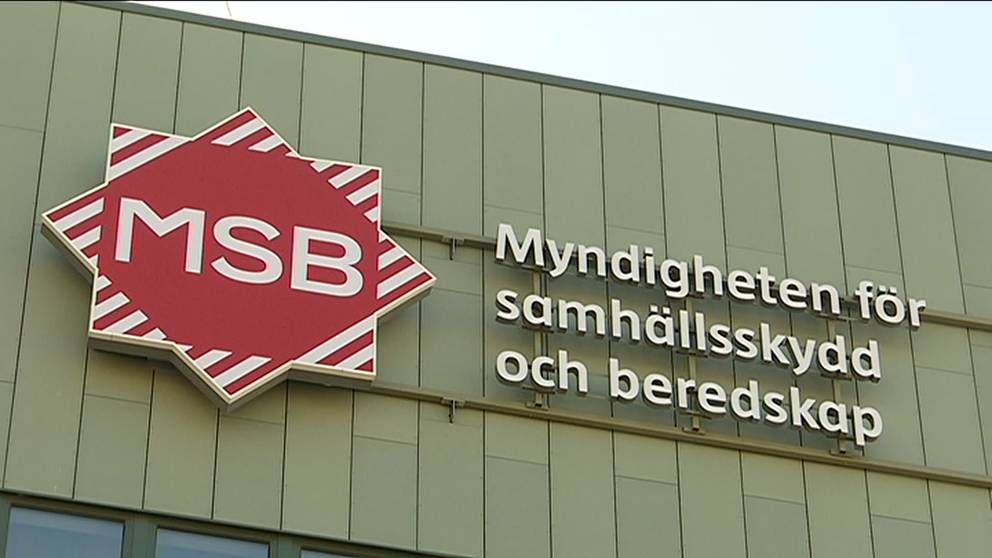 MSB
Myndigheten för
samhällsskydd
och beredskap